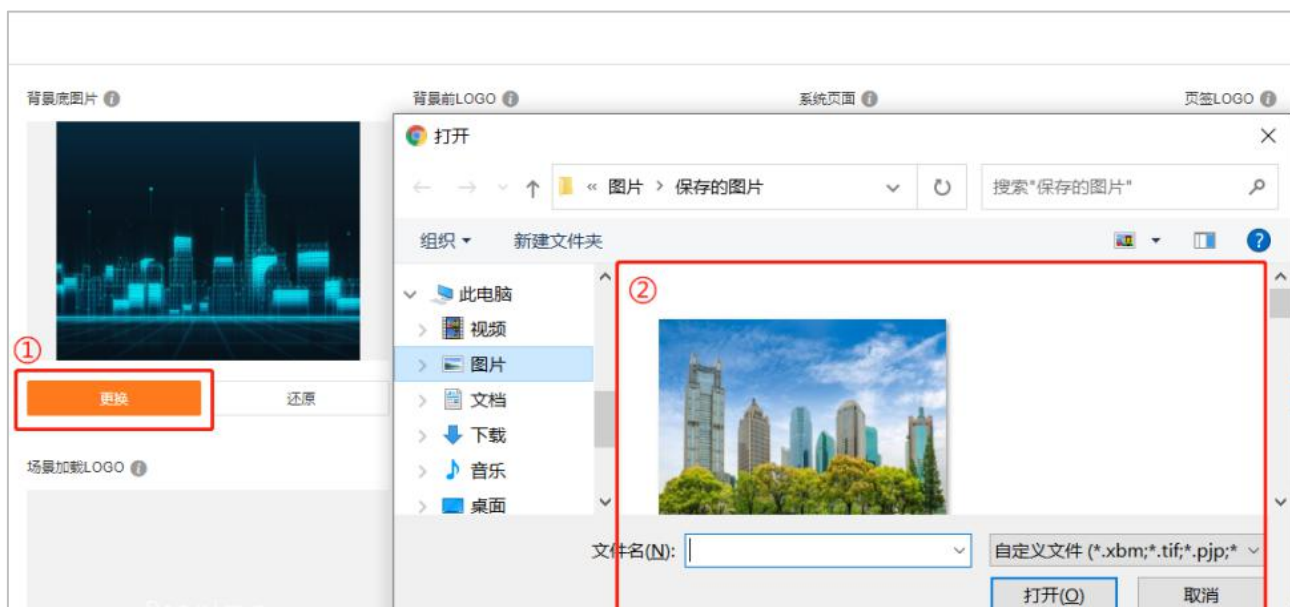 背景底图片
背景前LOGO
系统页面
页签LOGO
打开
« 图片 › 保存的图片
搜索"保存的图片"
组织
新建文件夹
此电脑
②
视频
①
图片
更换
还原
文档
下载
场景加载LOGO
音乐
桌面
文件名(N):
自定义文件 (*.xbm;*.tif;*.pjp;*
打开(O)
取消